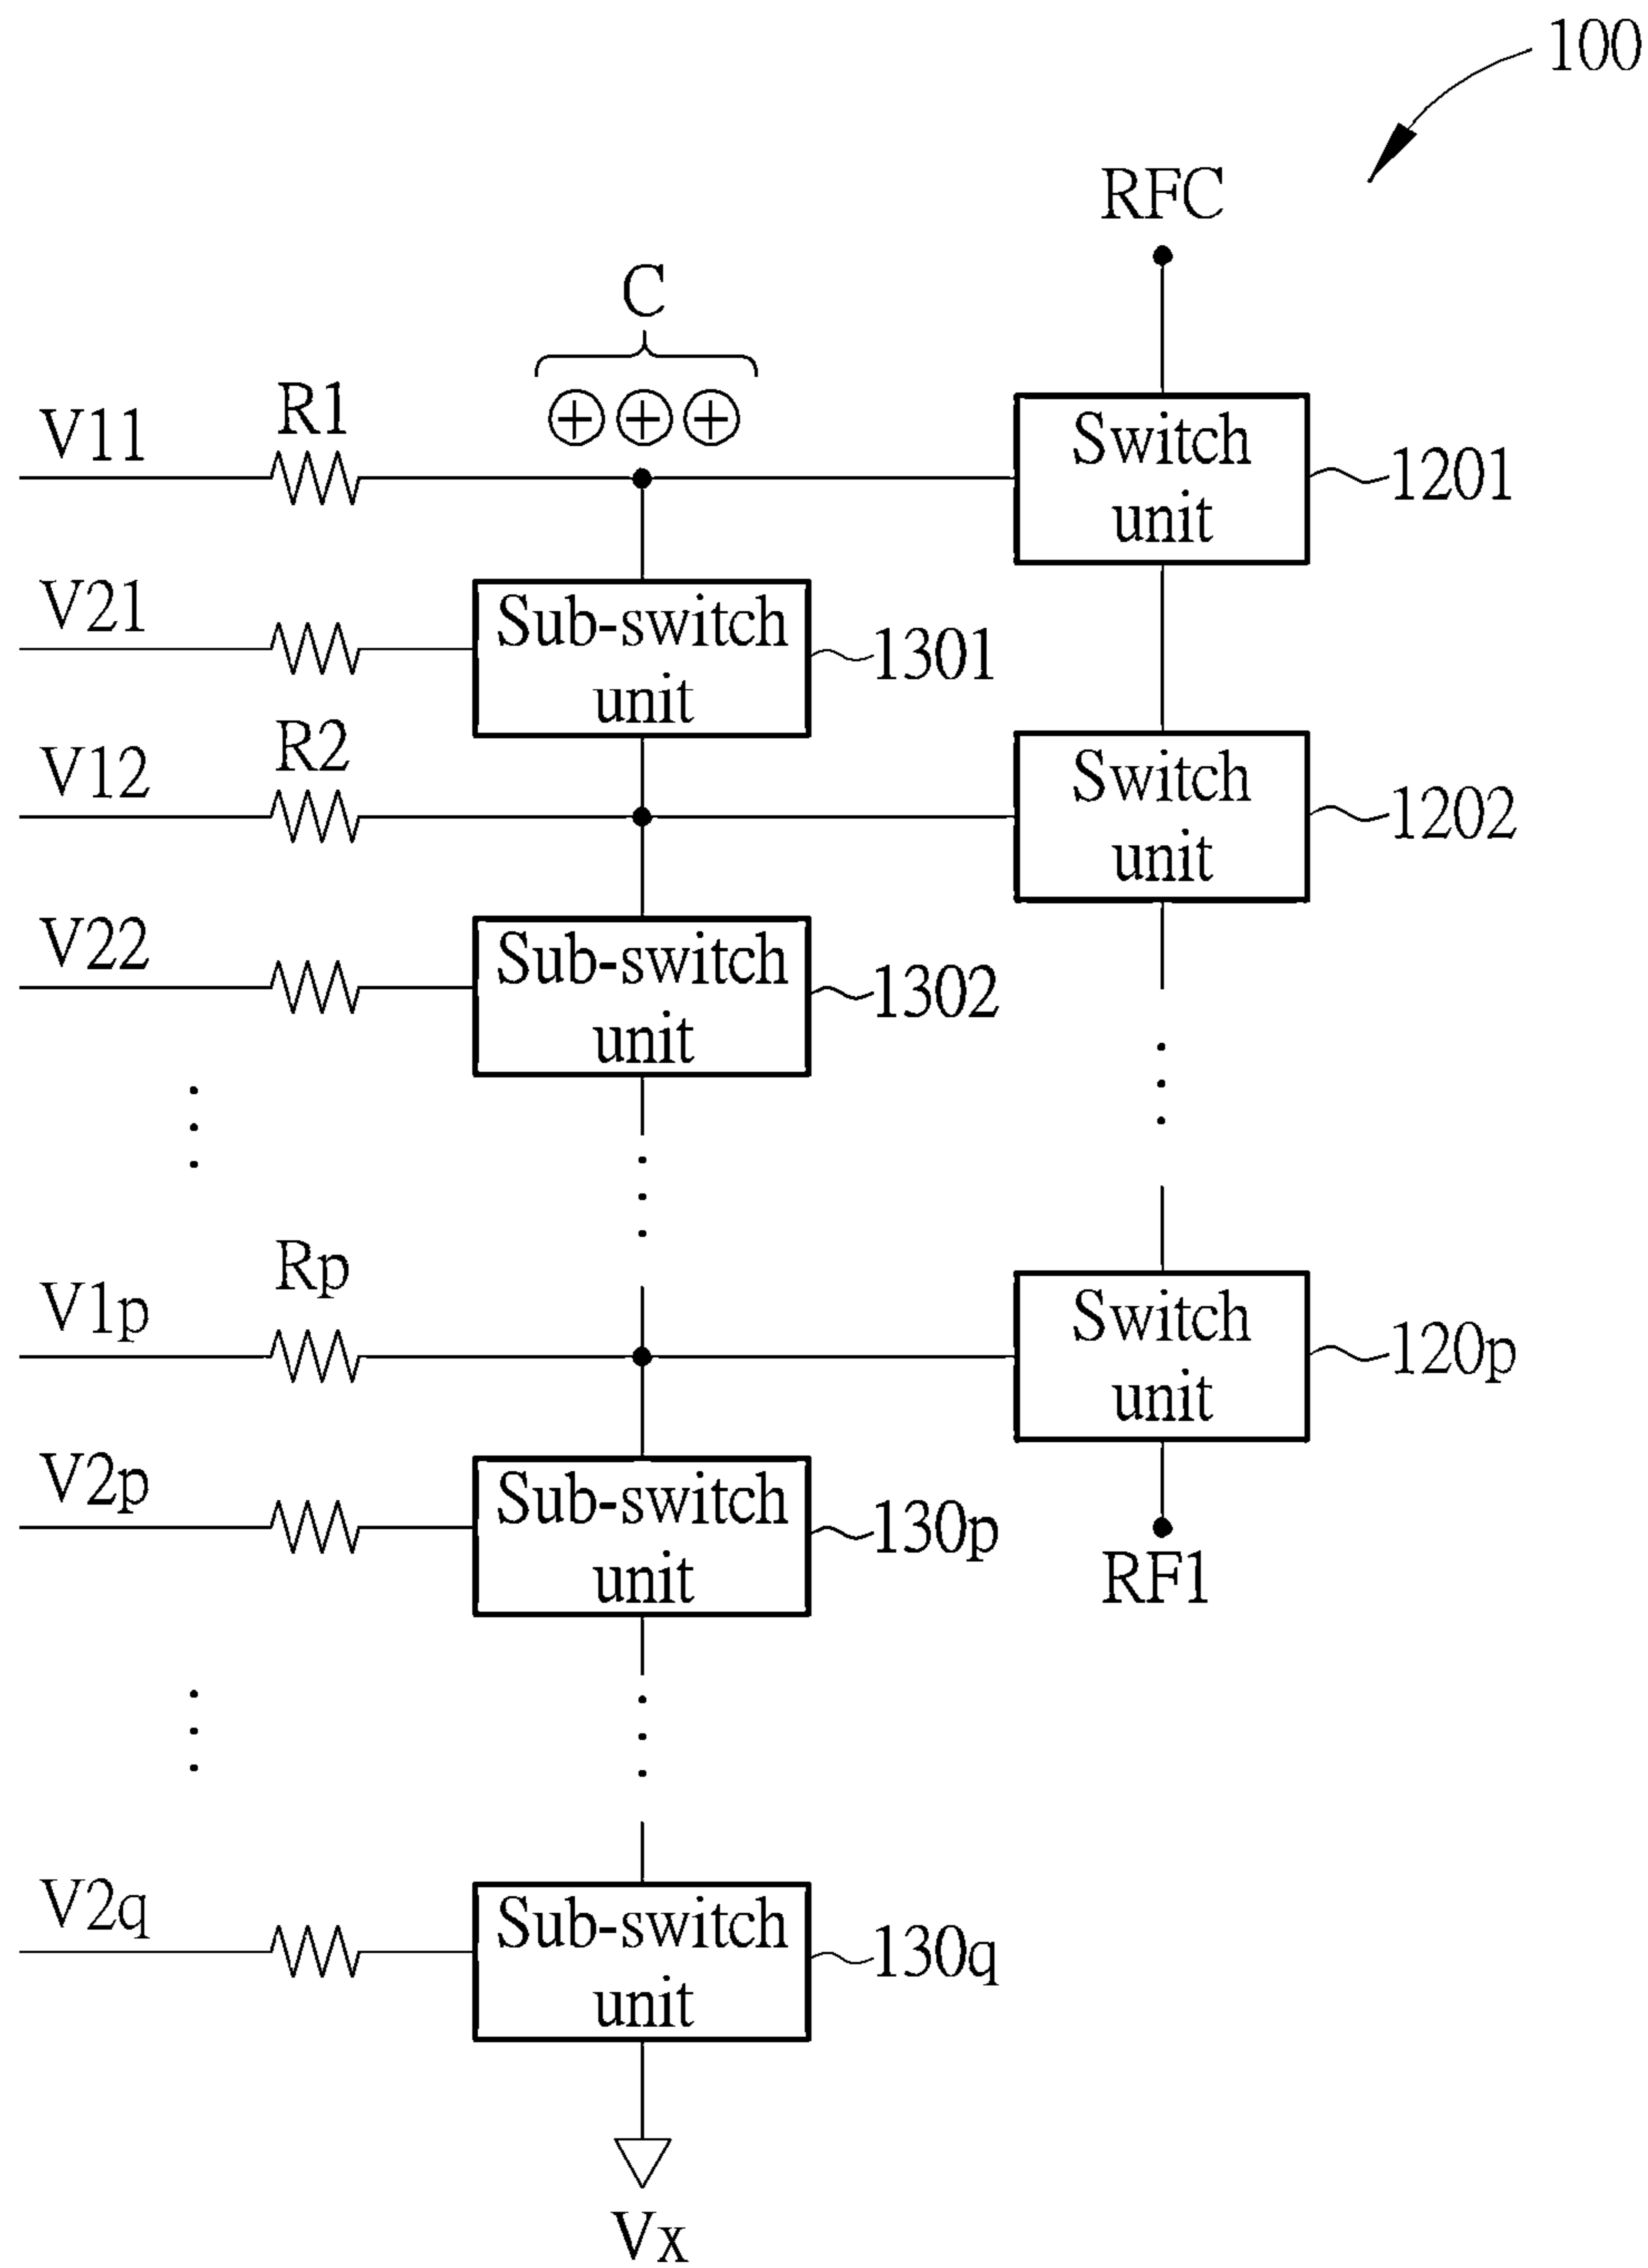 100
RFC
C
V11
R1
Switch
unit
1201
V21
Sub-switch
unit
1301
V12
R2
Switch
unit
1202
V22
Sub-switch
unit
1302
V1p
Rp
Switch
unit
120p
V2p
Sub-switch
unit
130p
RF1
V2q
Sub-switch
unit
130q
Vx